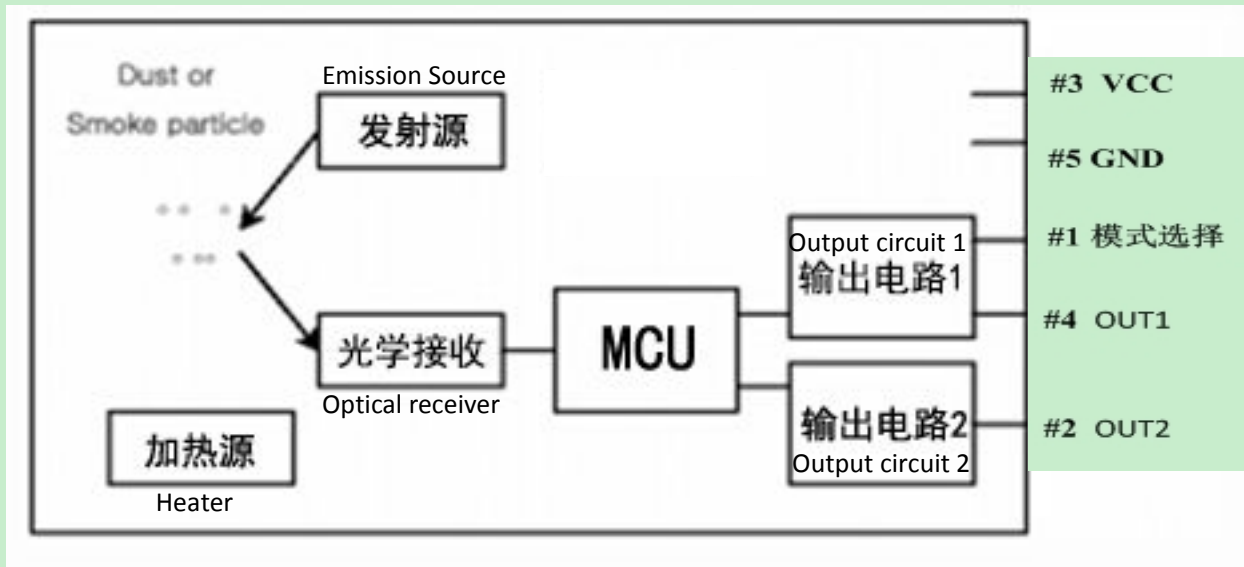 Dust or
Smoke particle
Emission Source
发射源
#3 VCC
#5 GND
Output circuit 1
输出电路1
#1 模式选择
MCU
#4 OUT1
光学接收
Optical receiver
输出电路2
Output circuit 2
#2 OUT2
加热源
Heater